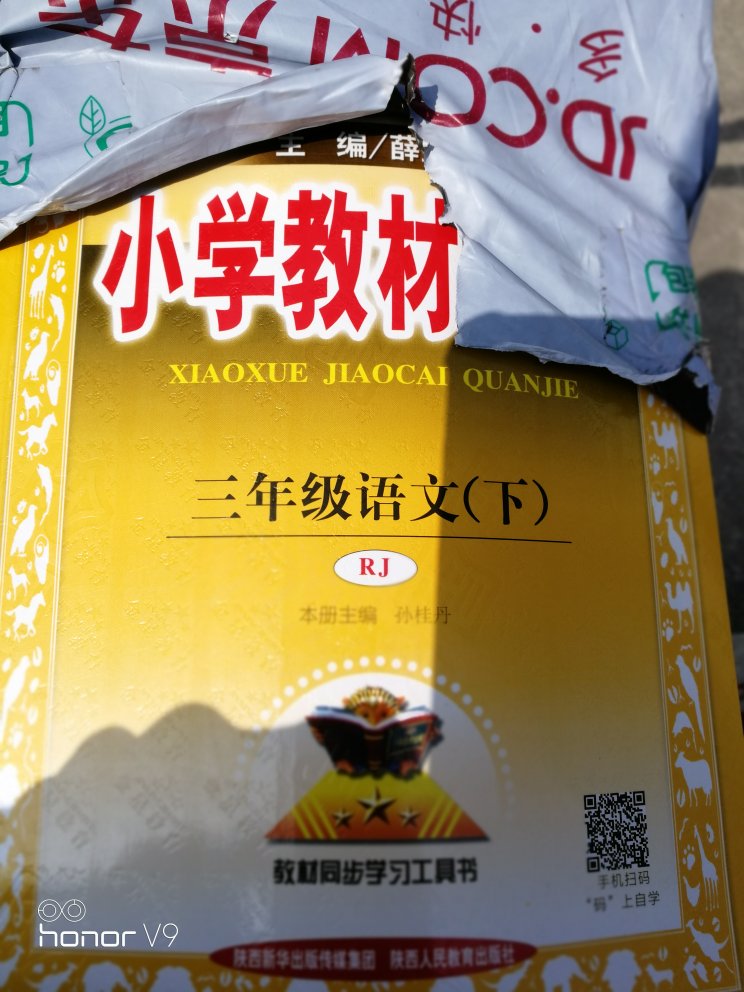 JD.COM 京东
主 编/薛
小学教材
XIAOXUE JIAOCAI QUANJIE
三年级语文(下)
RJ
本册主编 孙桂丹
教材同步学习工具书
手机扫码
“码”上自学
honor V9
陕西新华出版传媒集团 陕西人民教育出版社